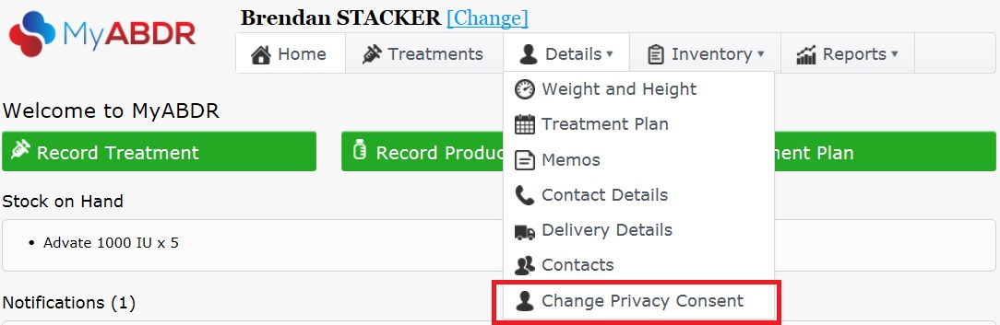 Brendan STACKER [Change]
MyABDR
Home
Treatments
Details
Inventory
Reports
Weight and Height
Treatment Plan
Memos
Contact Details
Delivery Details
Contacts
Change Privacy Consent
Welcome to MyABDR
Record Treatment
Record
Plan
Stock on Hand
• Advate 1000 IU x 5
Notifications (1)